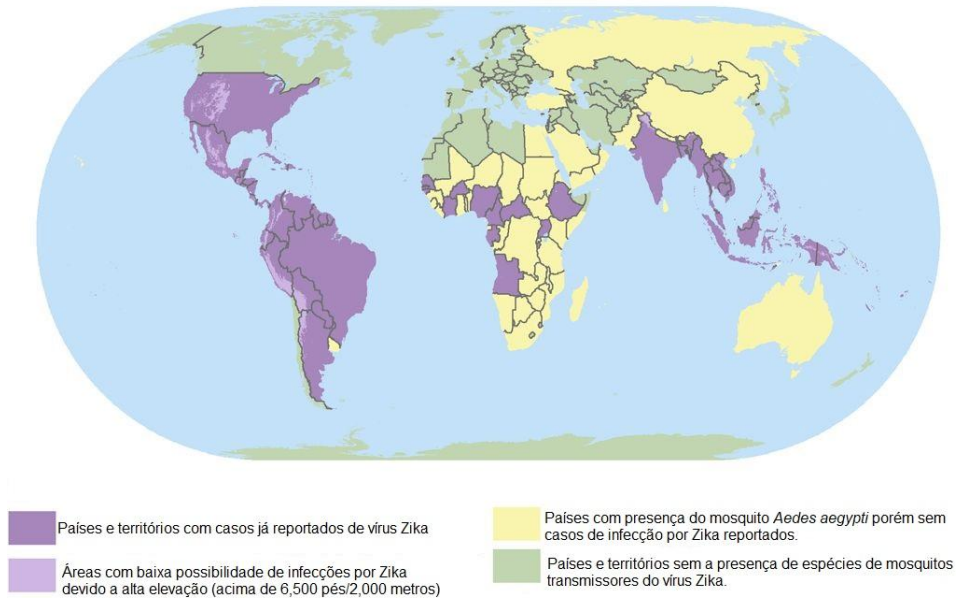 Países e territórios com casos já reportados de vírus Zika
Áreas com baixa possibilidade de infecções por Zika
devido a alta elevação (acima de 6,500 pés/2,000 metros)
Países com presença do mosquito Aedes aegypti porém sem
casos de infecção por Zika reportados.
Países e territórios sem a presença de espécies de mosquitos
transmissores do vírus Zika.